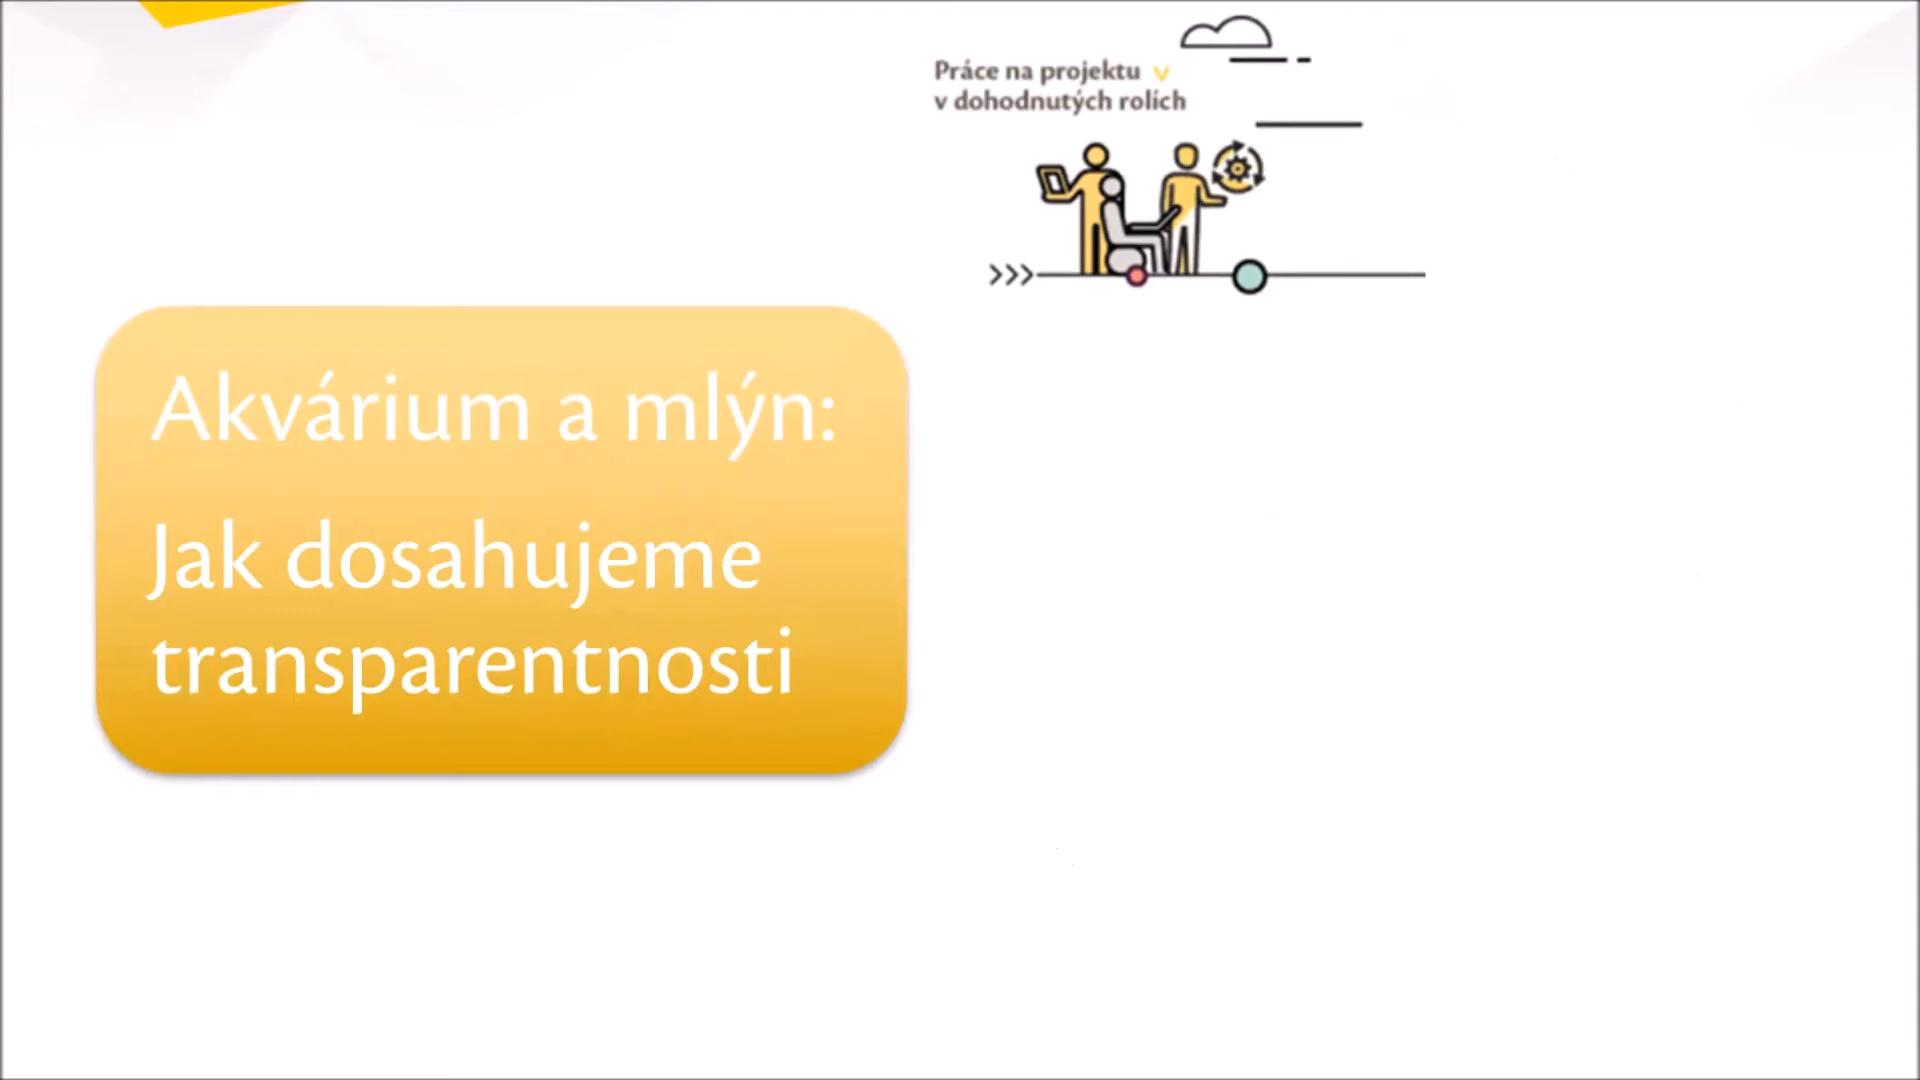 Práce na projektu v
v dohodnutých rolích
Akvárium a mlýn:
Jak dosahujeme
transparentnosti